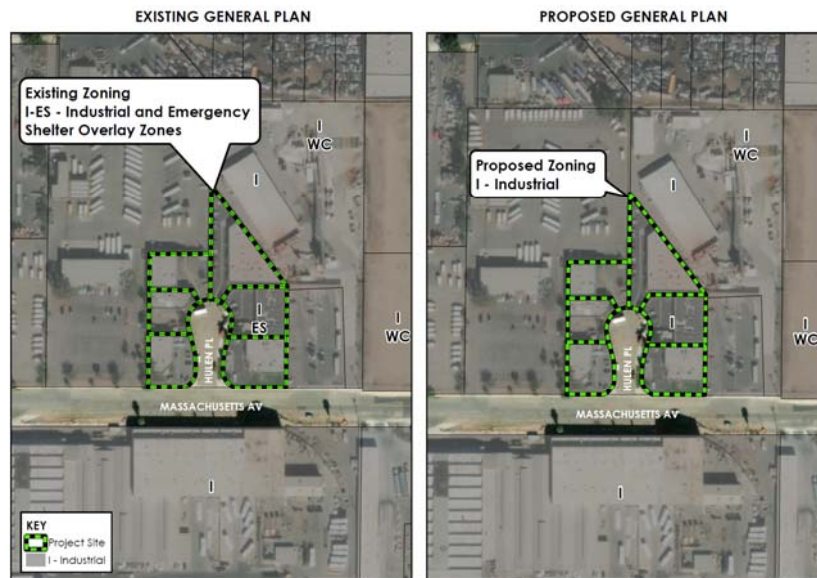 EXISTING GENERAL PLAN
Existing Zoning
I-ES - Industrial and Emergency
Shelter Overlay Zones
I
WC
I
I
ES
I
WC
HULEN PL
MASSACHUSETTS AV
I
KEY
Project Site
I - Industrial
PROPOSED GENERAL PLAN
Proposed Zoning
I - Industrial
I
WC
I
I
I
WC
HULEN PL
MASSACHUSETTS AV
I